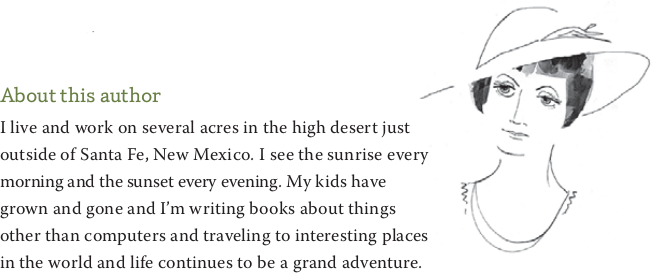 About this author
I live and work on several acres in the high desert just
outside of Santa Fe, New Mexico. I see the sunrise every
morning and the sunset every evening. My kids have
grown and gone and I’m writing books about things
other than computers and traveling to interesting places
in the world and life continues to be a grand adventure.